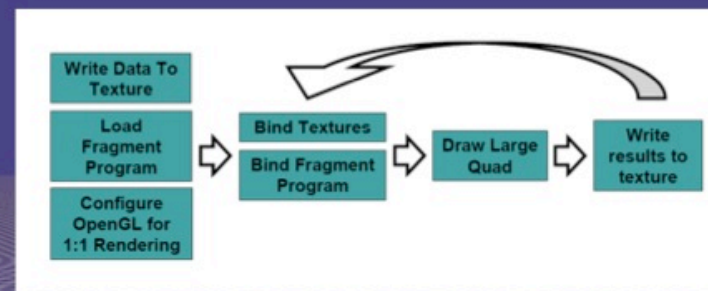 Write Data To
Texture
Load
Fragment
Program
Configure
OpenGL for
1:1 Rendering
Bind Textures
Bind Fragment
Program
Draw Large
Quad
Write
results to
texture